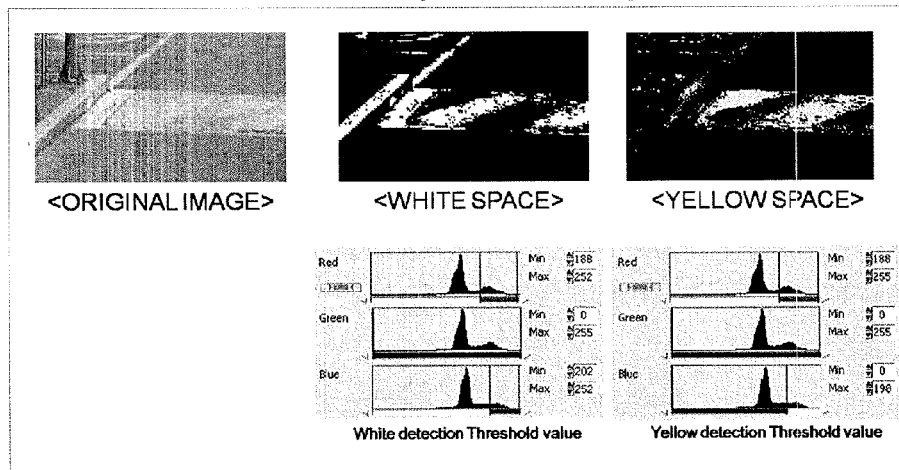 <ORIGINAL IMAGE>
<WHITE SPACE>
<YELLOW SPACE>
Red
Min 188
Max 252
Green
Min 0
Max 255
Blue
Min 202
Max 252
White detection Threshold value
Red
Min 188
Max 255
Green
Min 0
Max 255
Blue
Min 0
Max 198
Yellow detection Threshold value